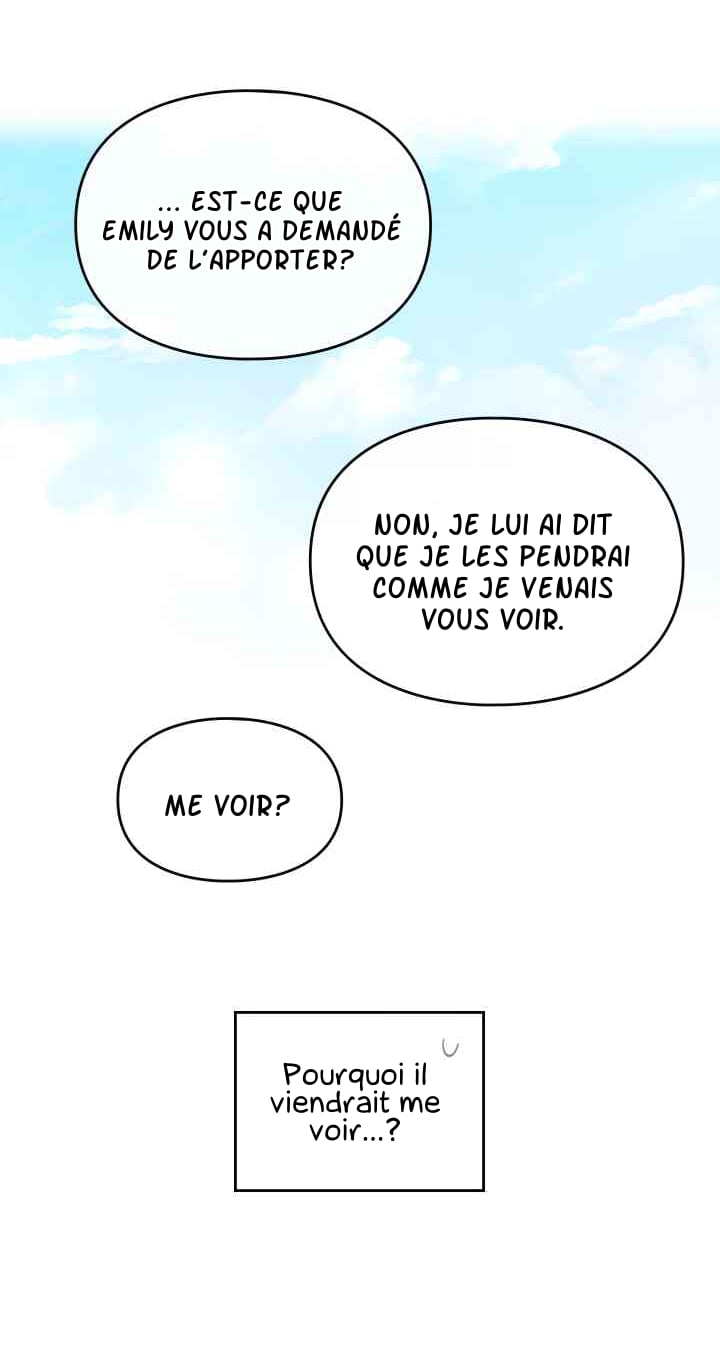 ... EST-CE QUE
EMILY VOUS A DEMANDÉ
DE L'APPORTER?
NON, JE LUI AI DIT
QUE JE LES PENDRAI
COMME JE VENAIS
VOUS VOIR.
ME VOIR?
Pourquoi il
viendrait me
voir...?